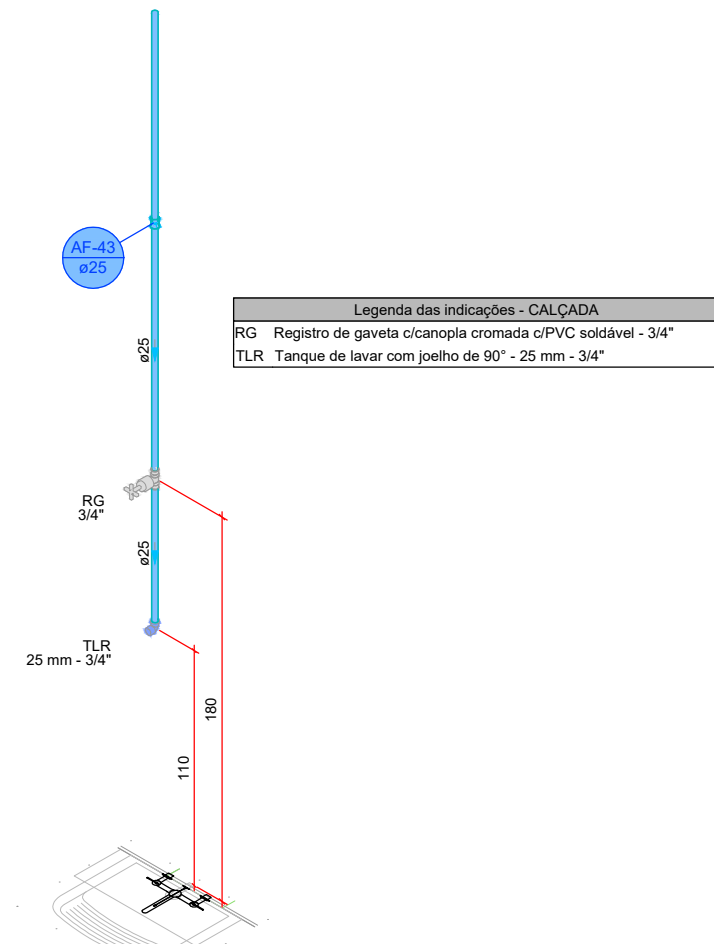 AF-43
ø25
Legenda das indicações - CALÇADA
RG Registro de gaveta c/canopla cromada c/PVC soldável - 3/4"
TLR Tanque de lavar com joelho de 90° - 25 mm - 3/4"
ø25
RG
3/4"
ø25
TLR
25 mm - 3/4"
180
110